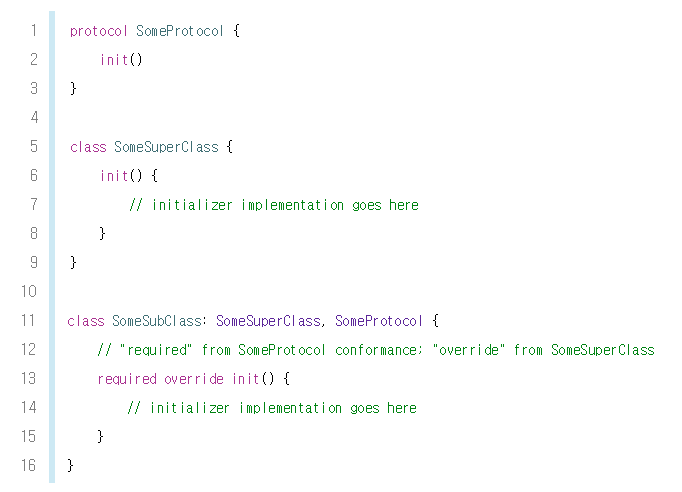 1 protocol SomeProtocol {
2     init()
3 }
4
5 class SomeSuperClass {
6     init() {
7         // initializer implementation goes here
8     }
9 }
10
11 class SomeSubClass: SomeSuperClass, SomeProtocol {
12     // "required" from SomeProtocol conformance; "override" from SomeSuperClass
13     required override init() {
14         // initializer implementation goes here
15     }
16 }